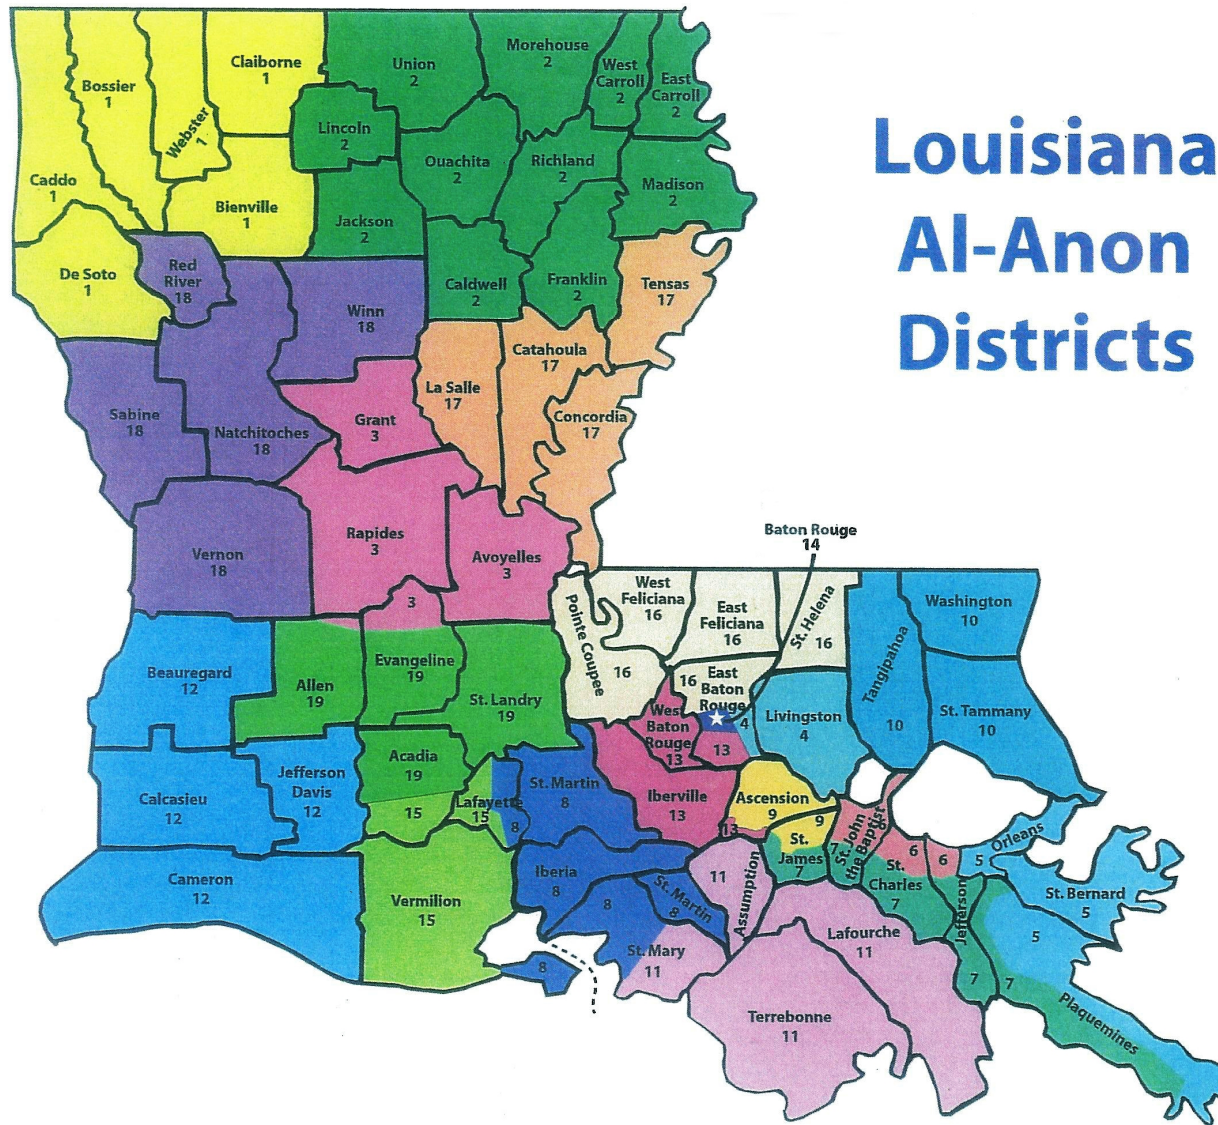 Louisiana
Al-Anon
Districts
Caddo
1
Bossier
1
Webster
1
Claiborne
1
Bienville
1
De Soto
1
Union
2
Morehouse
2
West
Carroll
2
East
Carroll
2
Lincoln
2
Ouachita
2
Richland
2
Madison
2
Jackson
2
Caldwell
2
Franklin
2
Tensas
17
Red
River
18
Winn
18
Natchitoches
18
Sabine
18
Vernon
18
Grant
3
La Salle
17
Catahoula
17
Concordia
17
Rapides
3
Avoyelles
3
3
Baton Rouge
14
Beauregard
12
Allen
19
Evangeline
19
St. Landry
19
Pointe Coupee
16
West
Feliciana
16
East
Feliciana
16
St. Helena
16
16
East
Baton
Rouge
4
13
West
Baton
Rouge
13
Livingston
4
Tangipahoa
10
Washington
10
St. Tammany
10
Calcasieu
12
Jefferson
Davis
12
Cameron
12
Acadia
19
15
Lafayette
15
8
St. Martin
8
Iberville
13
13
Ascension
9
9
St.
James
7
7
St. John
the Baptist
6
6
St.
Charles
7
6
Jefferson
7
5
Orleans
St. Bernard
5
5
7
Plaquemines
Vermilion
15
Iberia
8
8
8
St. Martin
8
St. Mary
11
11
Assumption
Lafourche
11
Terrebonne
11